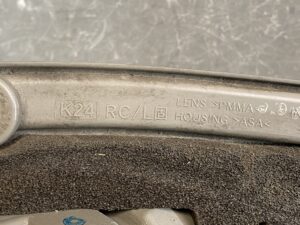 K24 RC/L LENS >PMMA<
HOUSING >ASA<